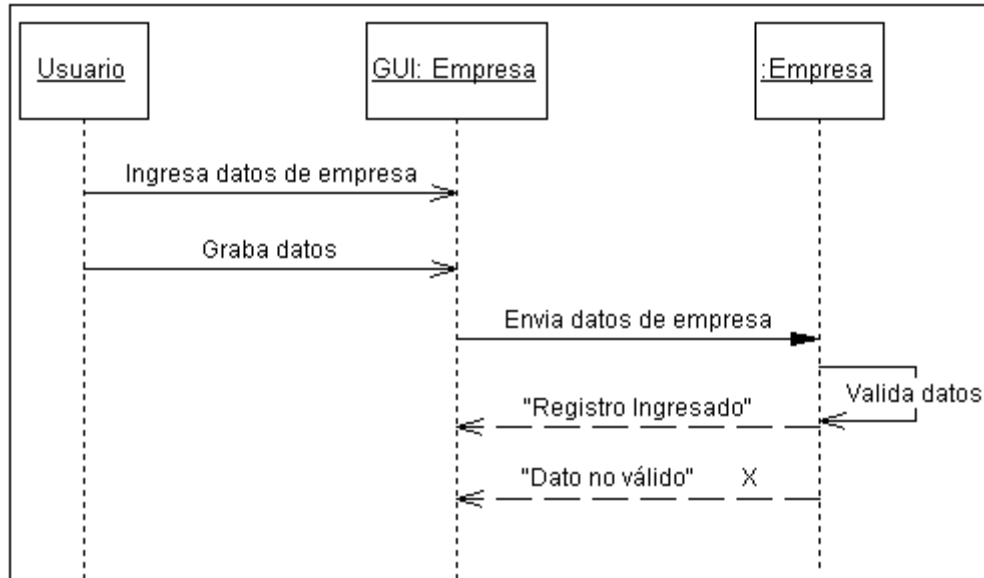 Usuario
GUI: Empresa
:Empresa
Ingresa datos de empresa
Graba datos
Envia datos de empresa
Valida datos
"Registro Ingresado"
"Dato no válido" X